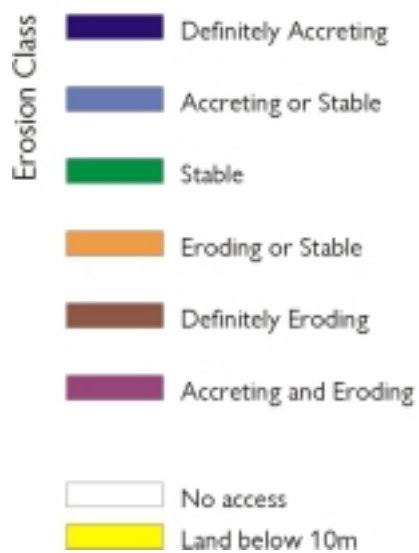 Erosion Class
Definitely Accreting
Accreting or Stable
Stable
Eroding or Stable
Definitely Eroding
Accreting and Eroding
No access
Land below 10m